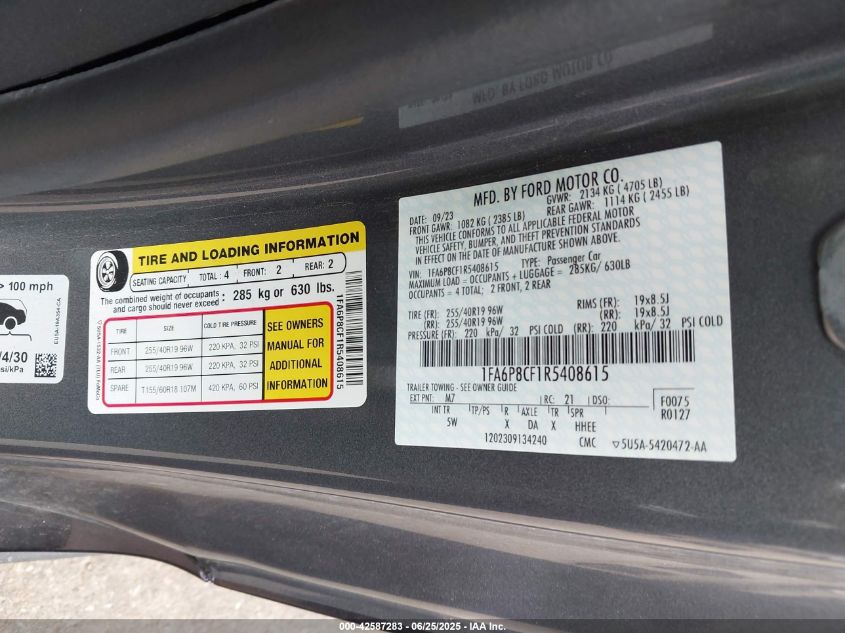 > 100 mph
4/30
si/kPa
EU5A-19A354-CA
TIRE AND LOADING INFORMATION
SEATING CAPACITY TOTAL : 4 FRONT: 2 REAR: 2
The combined weight of occupants and cargo should never exceed : 285 kg or 630 lbs.
TIRE SIZE COLD TIRE PRESSURE
FRONT 255/40R19 96W 220 KPA, 32 PSI
REAR 255/40R19 96W 220 KPA, 32 PSI
SPARE T155/60R18 107M 420 KPA, 60 PSI
SEE OWNERS
MANUAL FOR
ADDITIONAL
INFORMATION
1FA6P8CF1R5408615
MFD. BY FORD MOTOR CO.
MFD. BY FORD MOTOR CO.
DATE: 09/23 GVWR: 2134 KG ( 4705 LB)
FRONT GAWR: 1082 KG ( 2385 LB) REAR GAWR: 1114 KG ( 2455 LB)
THIS VEHICLE CONFORMS TO ALL APPLICABLE FEDERAL MOTOR
VEHICLE SAFETY, BUMPER, AND THEFT PREVENTION STANDARDS
IN EFFECT ON THE DATE OF MANUFACTURE SHOWN ABOVE.
VIN: 1FA6P8CF1R5408615 TYPE: Passenger Car
MAXIMUM LOAD = OCCUPANTS + LUGGAGE = 285KG/ 630LB
OCCUPANTS = 4 TOTAL; 2 FRONT, 2 REAR
TIRE (FR): 255/40R19 96W RIMS (FR): 19x8.5J
(RR): 255/40R19 96W (RR): 19x8.5J
PRESSURE (FR): 220 kPa/ 32 PSI COLD (RR): 220 kPa/ 32 PSI COLD
1FA6P8CF1R5408615
TRAILER TOWING - SEE OWNER GUIDE
EXT PNT: M7 RC: 21 DSO: F0075
R0127
INT TR TP/PS R AXLE TR SPR
5W X DA X HHEE
1202309134240 CMC ▽5U5A-5420472-AA
000-42587283 - 06/25/2025 - IAA Inc.